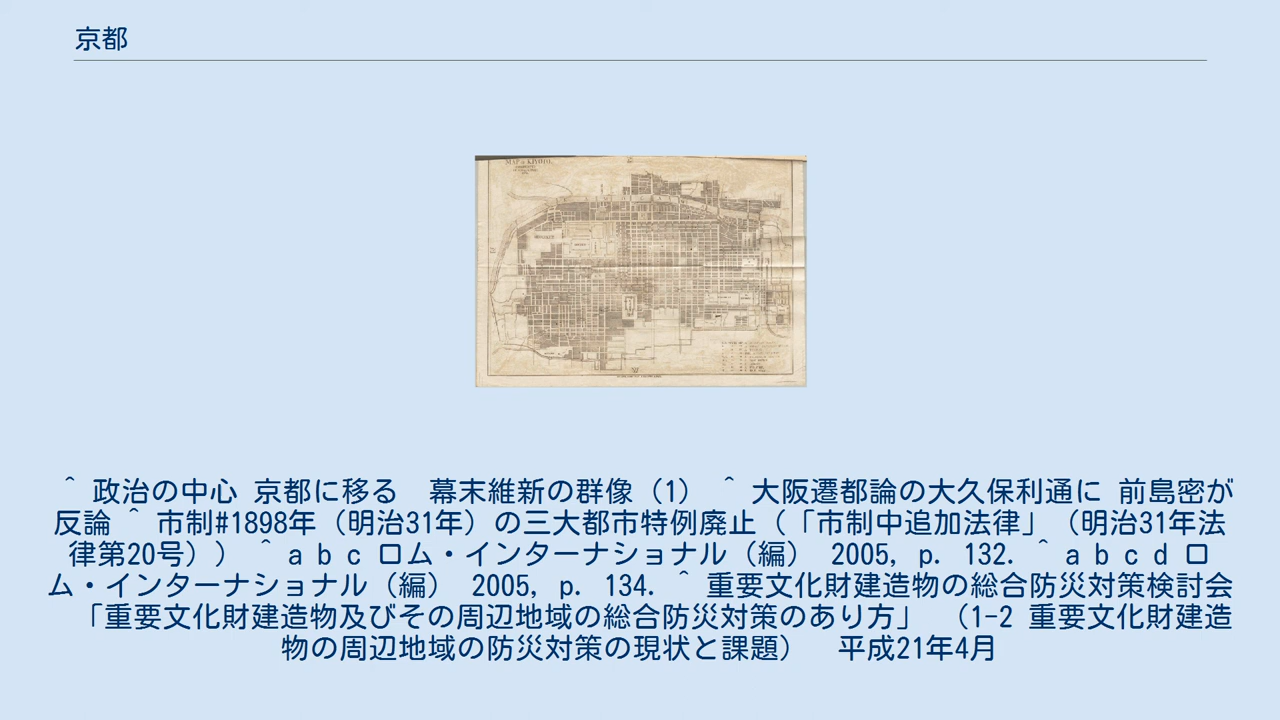 京都
MAP of KIYOTO.
＾ 政治の中心 京都に移る　幕末維新の群像（1） ＾ 大阪遷都論の大久保利通に 前島密が
反論 ＾ 市制#1898年（明治31年）の三大都市特例廃止（「市制中追加法律」（明治31年法
律第20号）） ＾ a b c ロム・インターナショナル（編） 2005, p. 132. ＾ a b c d ロ
ム・インターナショナル（編） 2005, p. 134. ＾ 重要文化財建造物の総合防災対策検討会
「重要文化財建造物及びその周辺地域の総合防災対策のあり方」 （1-2 重要文化財建造
物の周辺地域の防災対策の現状と課題） 平成21年4月